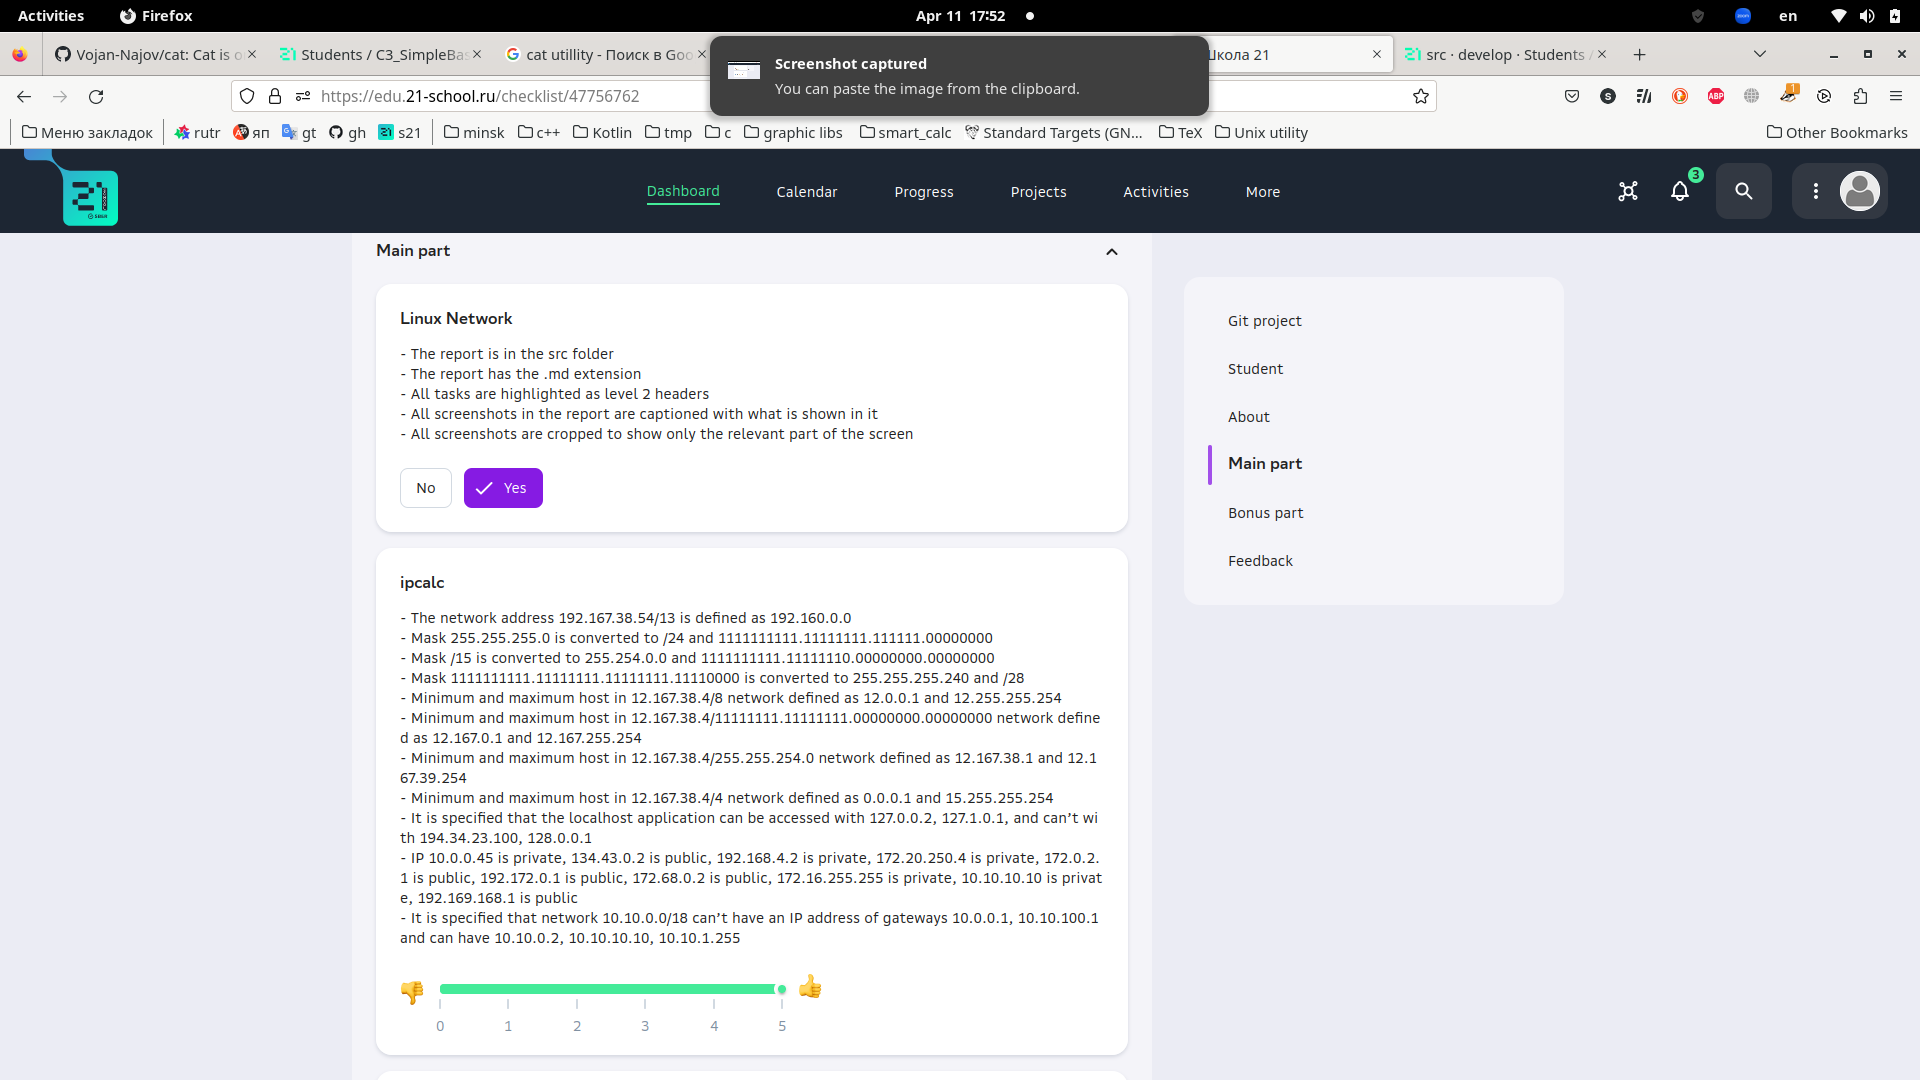 Activities Firefox Apr 11 17:52 en
Vojan-Najov/cat: Cat is o Students / C3_SimpleBa cat utillity - Поиск в Goo Школа 21 src · develop · Students /
Screenshot captured
You can paste the image from the clipboard.
https://edu.21-school.ru/checklist/47756762
Меню закладок rutr яп gt gh s21 minsk c++ Kotlin tmp c graphic libs smart_calc Standard Targets (GN... TeX Unix utility Other Bookmarks
Dashboard Calendar Progress Projects Activities More 3
Main part
Linux Network
- The report is in the src folder
- The report has the .md extension
- All tasks are highlighted as level 2 headers
- All screenshots in the report are captioned with what is shown in it
- All screenshots are cropped to show only the relevant part of the screen
No Yes
ipcalc
- The network address 192.167.38.54/13 is defined as 192.160.0.0
- Mask 255.255.255.0 is converted to /24 and 1111111111.11111111.111111.00000000
- Mask /15 is converted to 255.254.0.0 and 1111111111.11111110.00000000.00000000
- Mask 1111111111.11111111.11111111.11110000 is converted to 255.255.255.240 and /28
- Minimum and maximum host in 12.167.38.4/8 network defined as 12.0.0.1 and 12.255.255.254
- Minimum and maximum host in 12.167.38.4/11111111.11111111.00000000.00000000 network define
d as 12.167.0.1 and 12.167.255.254
- Minimum and maximum host in 12.167.38.4/255.255.254.0 network defined as 12.167.38.1 and 12.1
67.39.254
- Minimum and maximum host in 12.167.38.4/4 network defined as 0.0.0.1 and 15.255.255.254
- It is specified that the localhost application can be accessed with 127.0.0.2, 127.1.0.1, and can't wi
th 194.34.23.100, 128.0.0.1
- IP 10.0.0.45 is private, 134.43.0.2 is public, 192.168.4.2 is private, 172.20.250.4 is private, 172.0.2.
1 is public, 192.172.0.1 is public, 172.68.0.2 is public, 172.16.255.255 is private, 10.10.10.10 is privat
e, 192.169.168.1 is public
- It is specified that network 10.10.0.0/18 can't have an IP address of gateways 10.0.0.1, 10.10.100.1
and can have 10.10.0.2, 10.10.10.10, 10.10.1.255
0 1 2 3 4 5
Git project
Student
About
Main part
Bonus part
Feedback